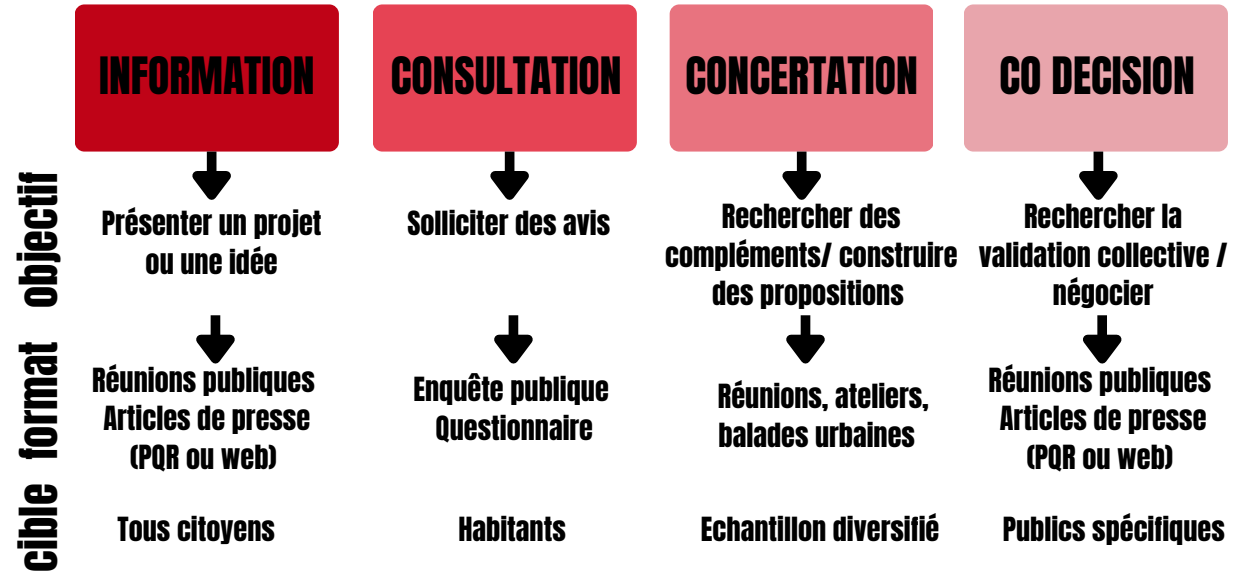 INFORMATION
CONSULTATION
CONCERTATION
CO DECISION
objectif
Présenter un projet
ou une idée
Solliciter des avis
Rechercher des
compléments/ construire
des propositions
Rechercher la
validation collective /
négocier
format
Réunions publiques
Articles de presse
(PQR ou web)
Enquête publique
Questionnaire
Réunions, ateliers,
balades urbaines
Réunions publiques
Articles de presse
(PQR ou web)
cible
Tous citoyens
Habitants
Echantillon diversifié
Publics spécifiques